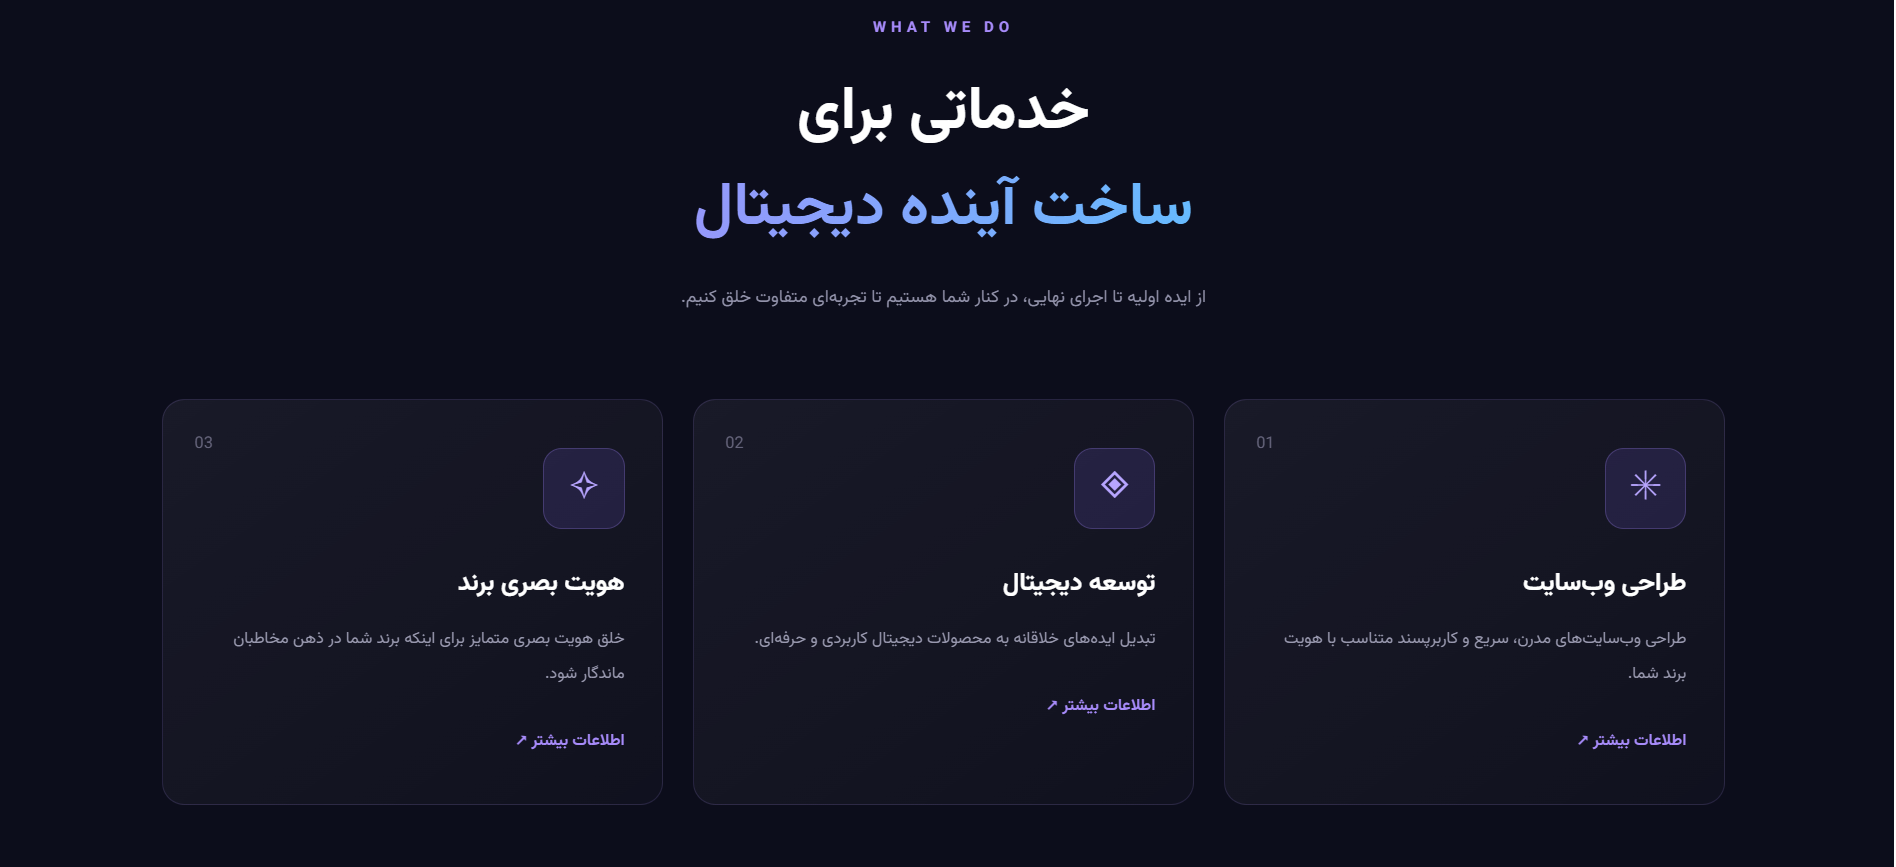 WHAT WE DO
خدماتی برای
ساخت آینده دیجیتال
از ایده اولیه تا اجرای نهایی، در کنار شما هستیم تا تجربه‌ای متفاوت خلق کنیم.
01
طراحی وب‌سایت
طراحی وب‌سایت‌های مدرن، سریع و کاربرپسند متناسب با هویت
برند شما.
اطلاعات بیشتر ↗
02
توسعه دیجیتال
تبدیل ایده‌های خلاقانه به محصولات دیجیتال کاربردی و حرفه‌ای.
اطلاعات بیشتر ↗
03
هویت بصری برند
خلق هویت بصری متمایز برای اینکه برند شما در ذهن مخاطبان
ماندگار شود.
اطلاعات بیشتر ↗